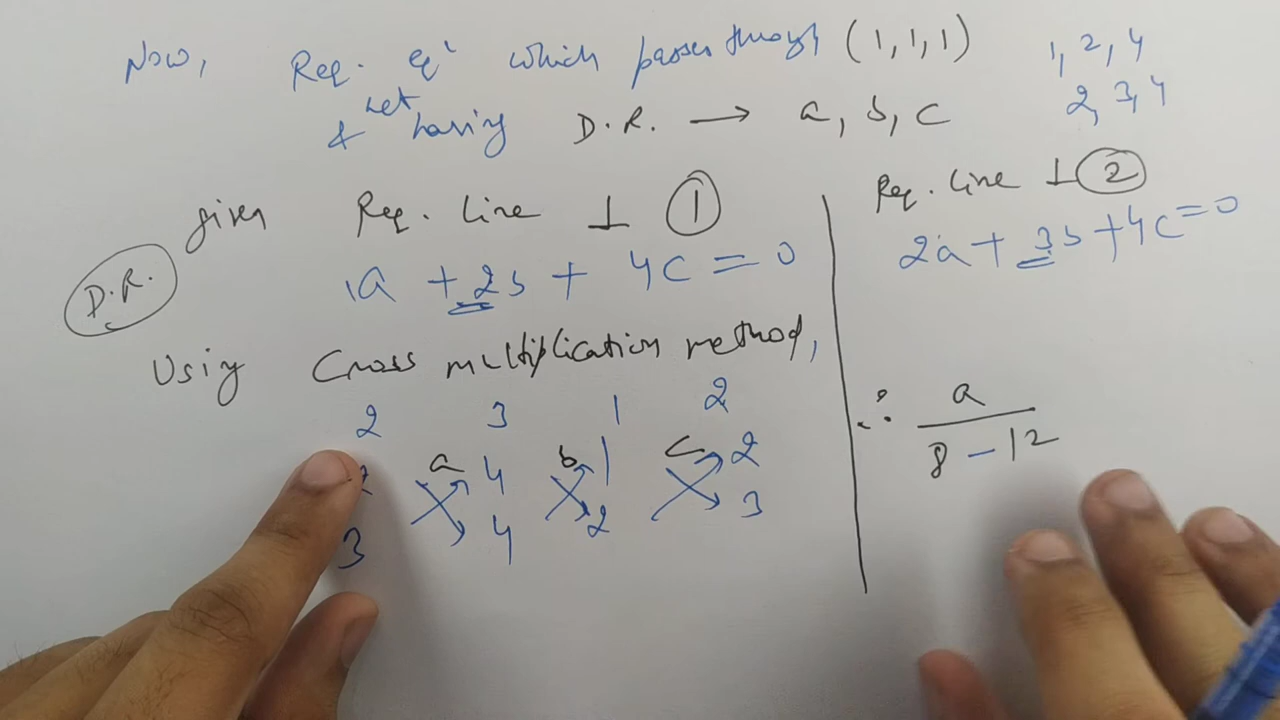 Now, Req. eqⁿ which passes through (1,1,1)
1, 2, 4
& let having D.R. → a, b, c
2, 3, 4
given Req. line ⊥ ①
Req. line ⊥ ②
D.R.
1a + 2b + 4c = 0
2a + 3b + 4c = 0
Using Cross multiplication method,
2 3 1 2
a 4 b 1 c 2
3 4 2 3
∴ a
8 - 12